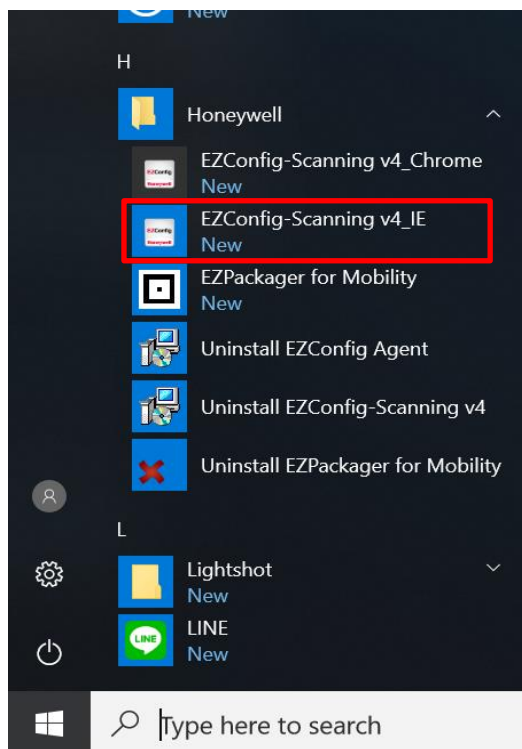 New
H
Honeywell
EZConfig-Scanning v4_Chrome
New
EZConfig-Scanning v4_IE
New
EZPackager for Mobility
New
Uninstall EZConfig Agent
Uninstall EZConfig-Scanning v4
Uninstall EZPackager for Mobility
L
Lightshot
New
LINE
LINE
New
Type here to search